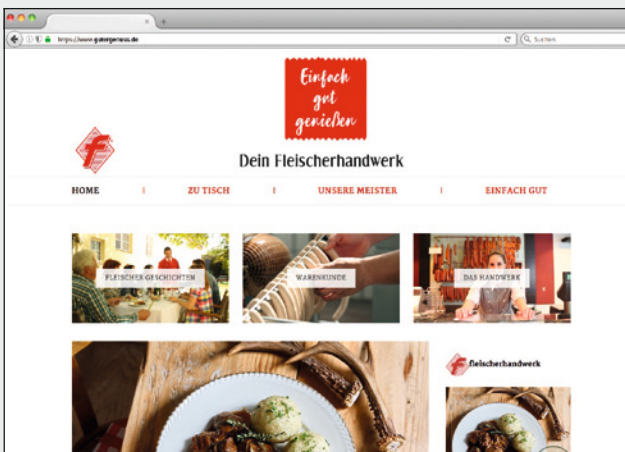 https://www.gutergenuss.de
Suchen
Einfach
gut
genießen
f
Dein Fleischerhandwerk
HOME
ZU TISCH
UNSERE MEISTER
EINFACH GUT
FLEISCHER GESCHICHTEN
WARENKUNDE
DAS HANDWERK
f fleischerhandwerk